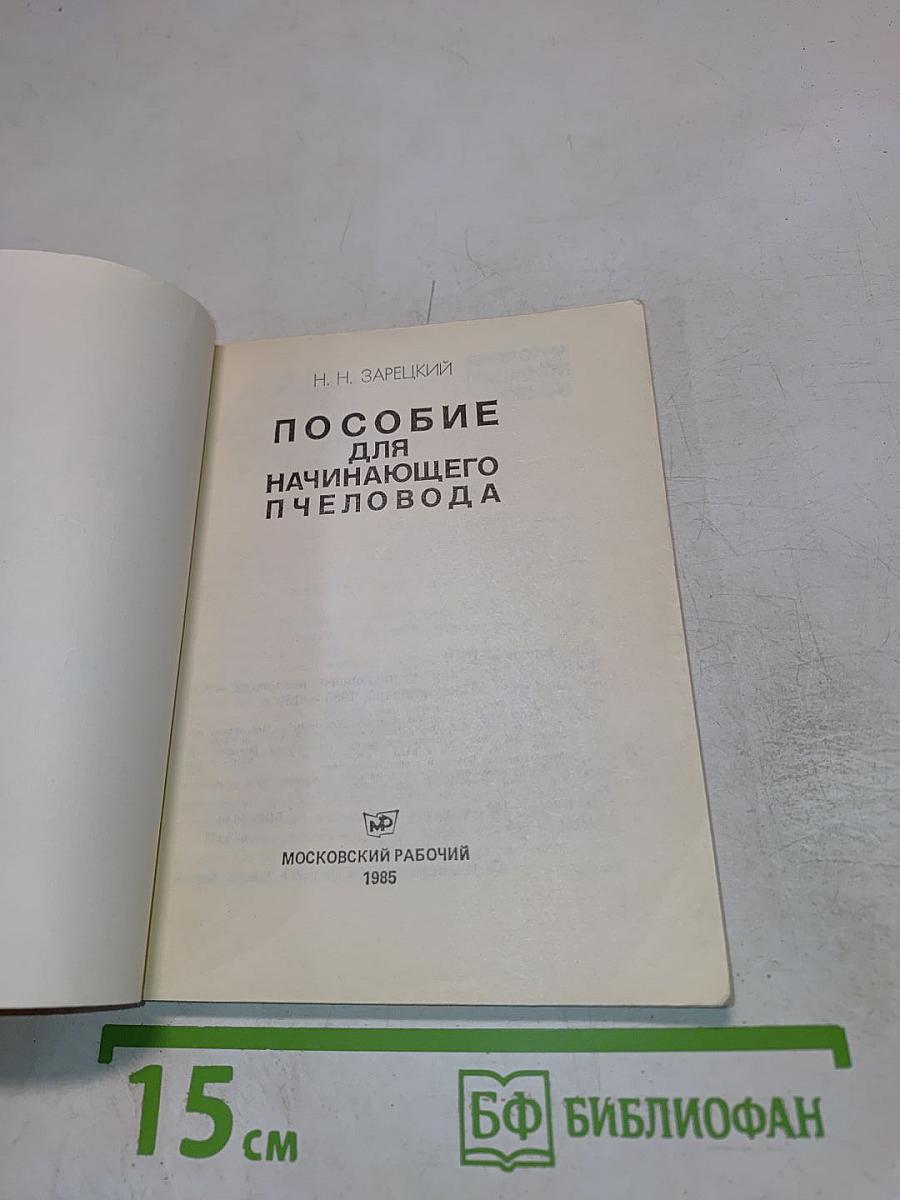 Н. Н. ЗАРЕЦКИЙ
ПОСОБИЕ
ДЛЯ
НАЧИНАЮЩЕГО
ПЧЕЛОВОДА
МР
МОСКОВСКИЙ РАБОЧИЙ
1985
15 см
БФ БИБЛИОФАН